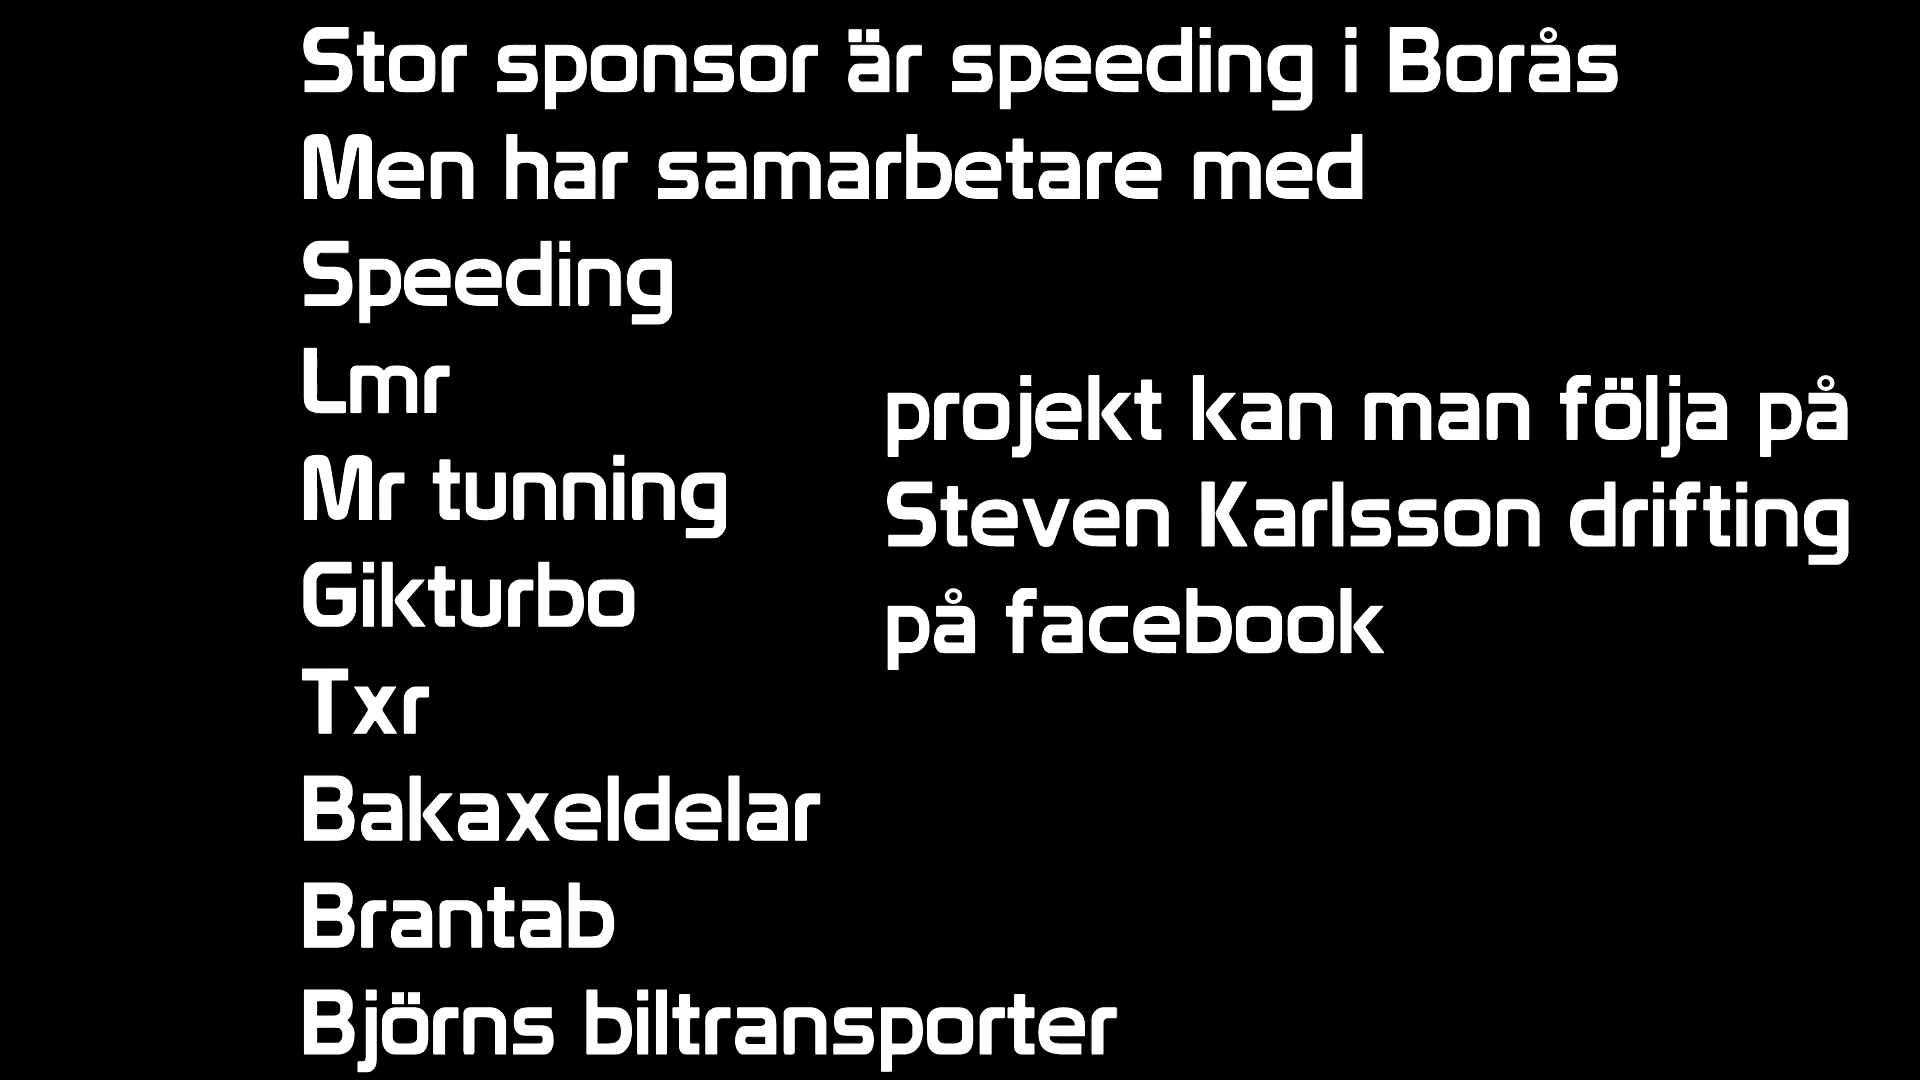 Stor sponsor är speeding i Borås
Men har samarbetare med
Speeding
Lmr
Mr tunning
Gikturbo
Txr
Bakaxeldelar
Brantab
Björns biltransporter
projekt kan man följa på
Steven Karlsson drifting
på facebook